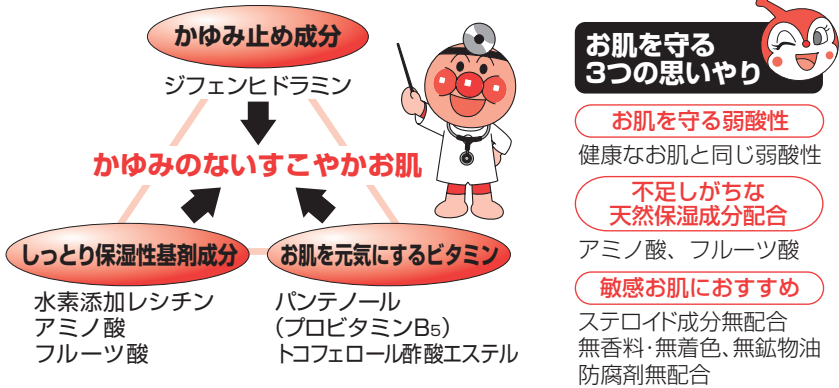 かゆみ止め成分
ジフェンヒドラミン
かゆみのないすこやかお肌
しっとり保湿性基剤成分
水素添加レシチン
アミノ酸
フルーツ酸
お肌を元気にするビタミン
パンテノール
(プロビタミンB5)
トコフェロール酢酸エステル
お肌を守る
3つの思いやり
お肌を守る弱酸性
健康なお肌と同じ弱酸性
不足しがちな
天然保湿成分配合
アミノ酸、フルーツ酸
敏感お肌におすすめ
ステロイド成分無配合
無香料・無着色、無鉱物油
防腐剤無配合